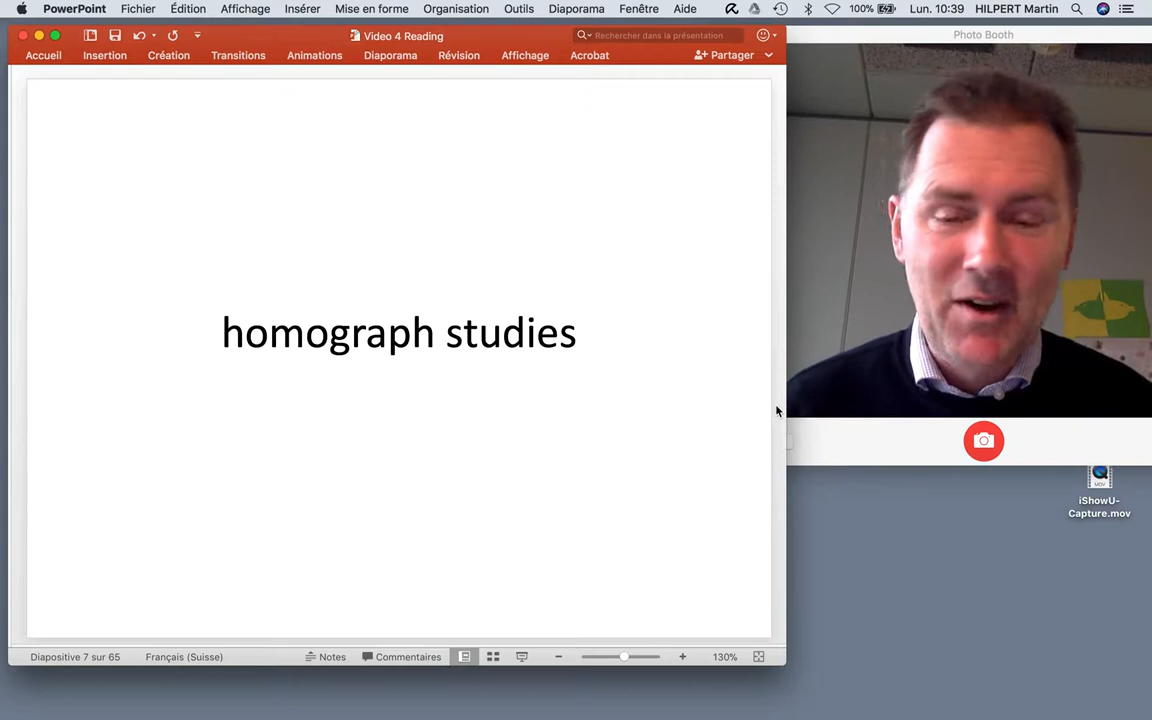 PowerPoint Fichier Édition Affichage Insérer Mise en forme Organisation Outils Diaporama Fenêtre Aide 100% Lun. 10:39 HILPERT Martin
Video 4 Reading
Rechercher dans la présentation
Accueil Insertion Création Transitions Animations Diaporama Révision Affichage Acrobat Partager
Photo Booth
homograph studies
MOV
iShowU-
Capture.mov
Diapositive 7 sur 65 Français (Suisse) Notes Commentaires 130%